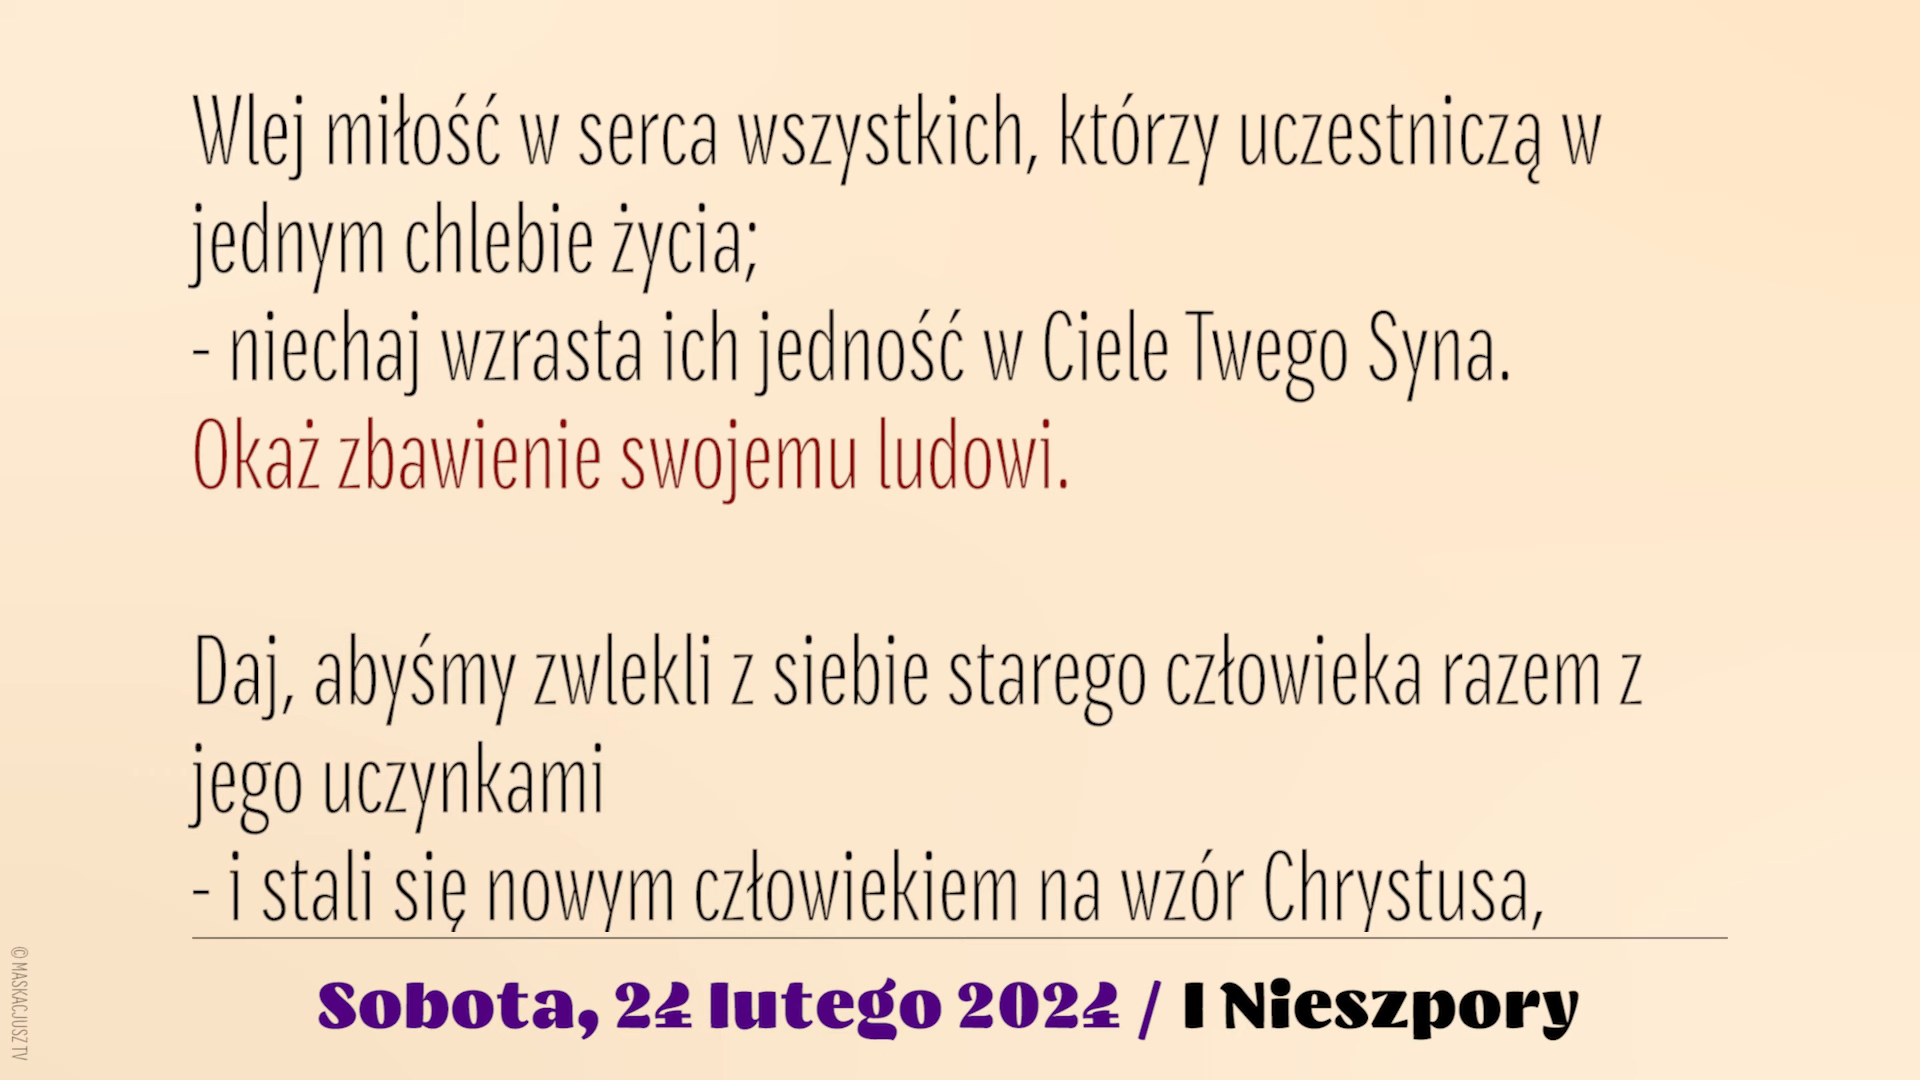 Wlej miłość w serca wszystkich, którzy uczestniczą w
jednym chlebie życia;
- niechaj wzrasta ich jedność w Ciele Twego Syna.
Okaż zbawienie swojemu ludowi.
Daj, abyśmy zwlekli z siebie starego człowieka razem z
jego uczynkami
- i stali się nowym człowiekiem na wzór Chrystusa,
Sobota, 24 lutego 2024 / I Nieszpory
© MASKACJUSZ TV